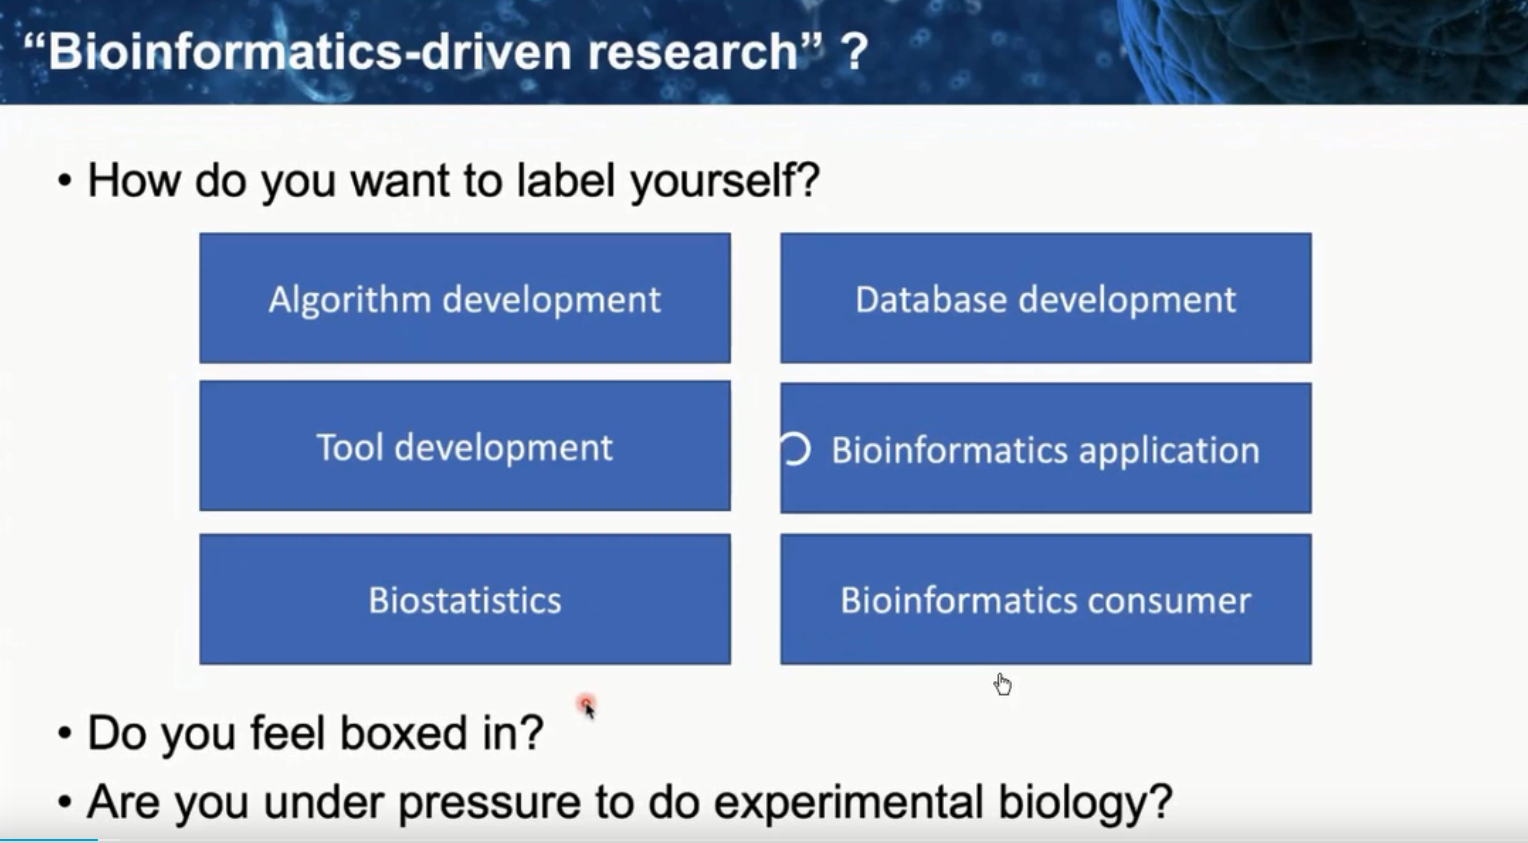 “Bioinformatics-driven research” ?
• How do you want to label yourself?
Algorithm development
Database development
Tool development
Bioinformatics application
Biostatistics
Bioinformatics consumer
• Do you feel boxed in?
• Are you under pressure to do experimental biology?